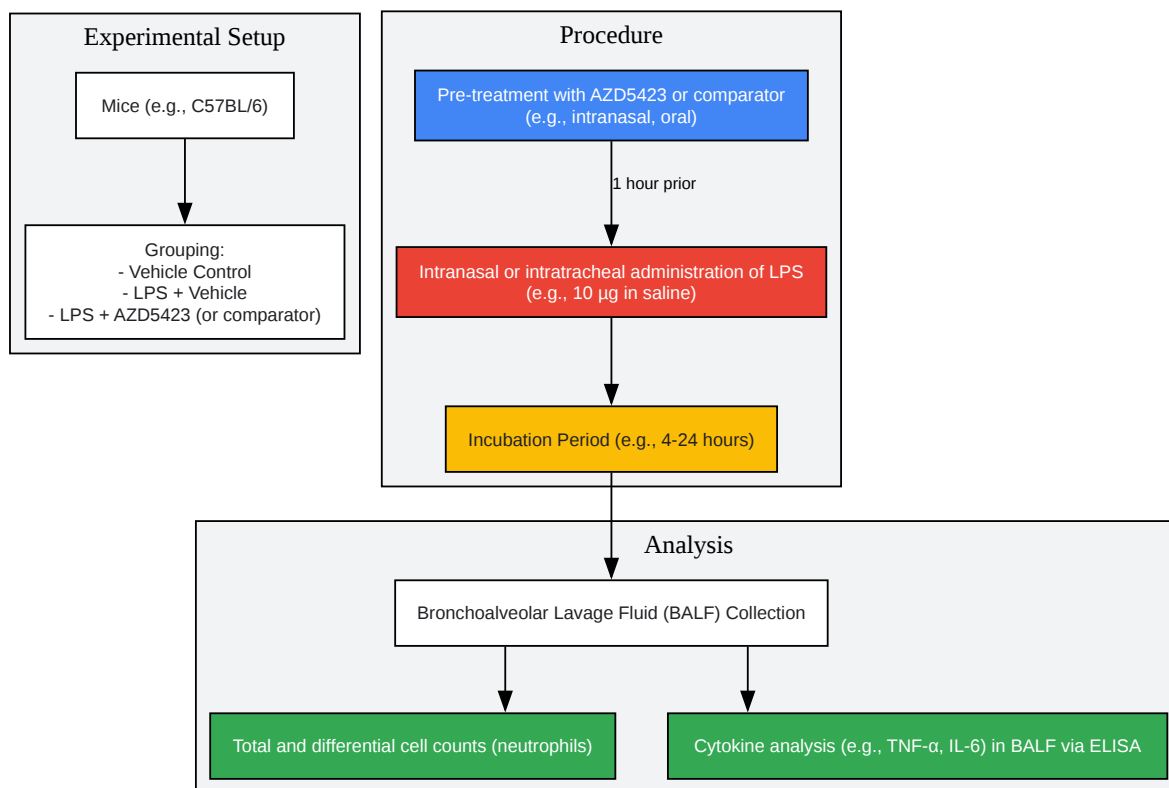 Experimental Setup
Mice (e.g., C57BL/6)
Grouping:
- Vehicle Control
- LPS + Vehicle
- LPS + AZD5423 (or comparator)
Procedure
Pre-treatment with AZD5423 or comparator
(e.g., intranasal, oral)
1 hour prior
Intranasal or intratracheal administration of LPS
(e.g., 10 µg in saline)
Incubation Period (e.g., 4-24 hours)
Analysis
Bronchoalveolar Lavage Fluid (BALF) Collection
Total and differential cell counts (neutrophils)
Cytokine analysis (e.g., TNF-α, IL-6) in BALF via ELISA